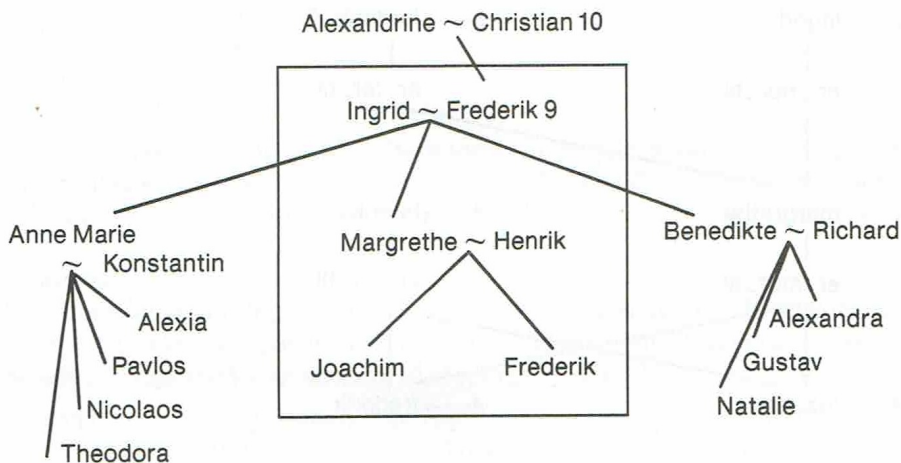 Alexandrine ~ Christian 10
Ingrid ~ Frederik 9
Anne Marie
~ Konstantin
Alexia
Pavlos
Nicolaos
Theodora
Margrethe ~ Henrik
Joachim
Frederik
Benedikte ~ Richard
Alexandra
Gustav
Natalie